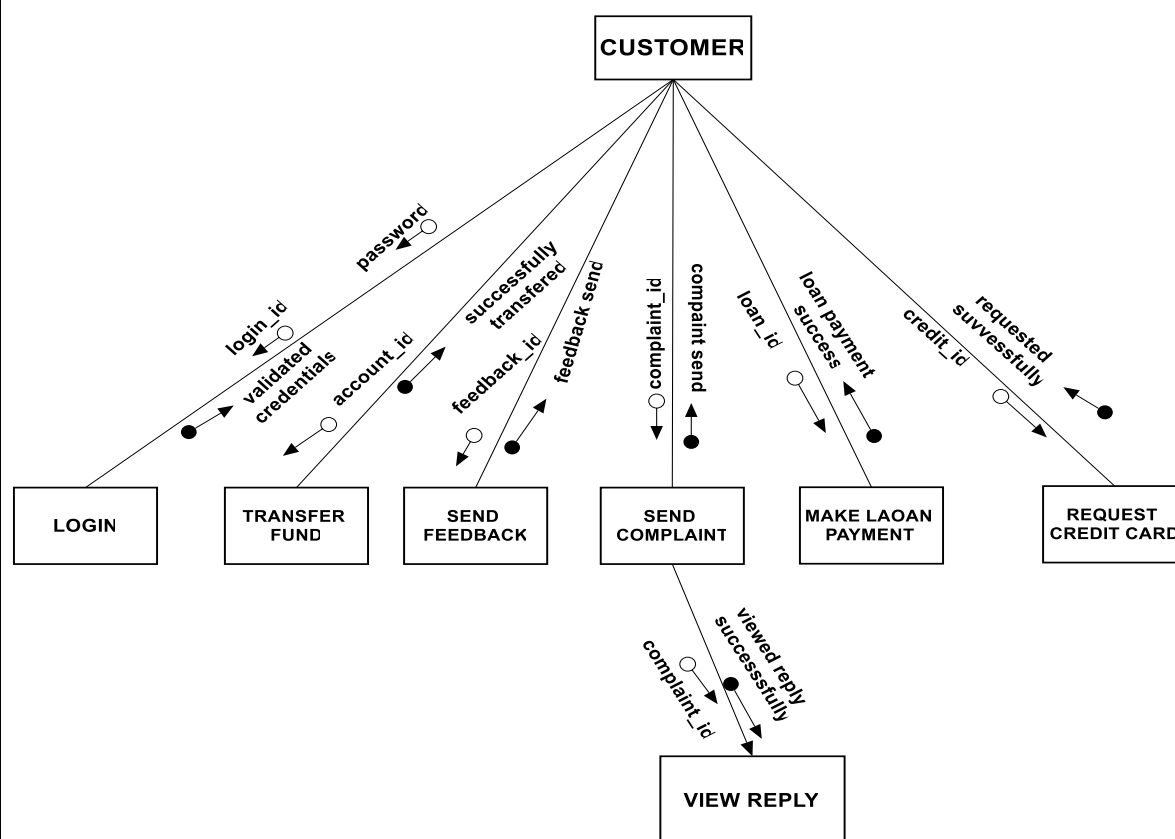 CUSTOMER
password
login_id
validated
credentials
account_id
successfully
transfered
feedback_id
feedback send
complaint_id
compaint send
loan_id
loan payment
success
credit_id
requested
suvvessfully
LOGIN
TRANSFER
FUND
SEND
FEEDBACK
SEND
COMPLAINT
MAKE LAOAN
PAYMENT
REQUEST
CREDIT CARD
complaint_id
viewed reply
successsfully
VIEW REPLY